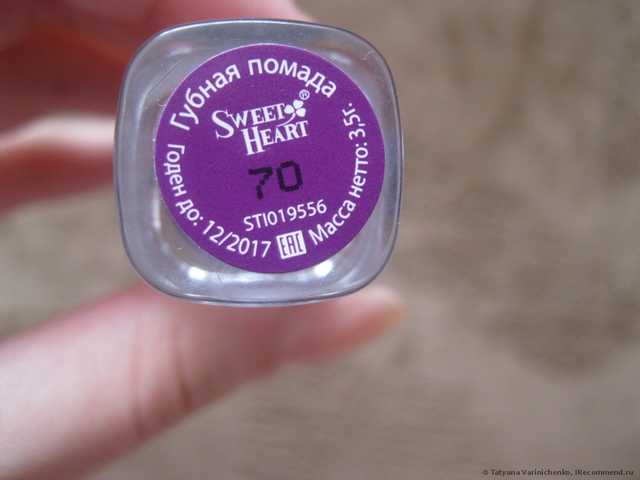 Губная помада
SWEET HEART ®
70
STI019556
Годен до: 12/2017
EAC
Масса нетто: 3,5г.
© Tatyana Varinichenko, IRecommend.ru